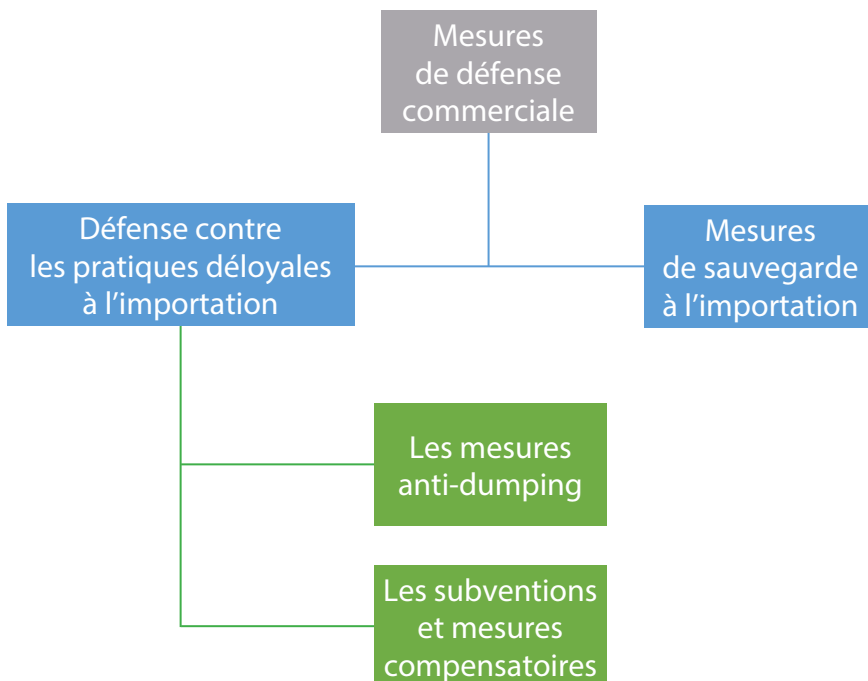 Mesures
de défense
commerciale
Défense contre
les pratiques déloyales
à l’importation
Mesures
de sauvegarde
à l’importation
Les mesures
anti-dumping
Les subventions
et mesures
compensatoires